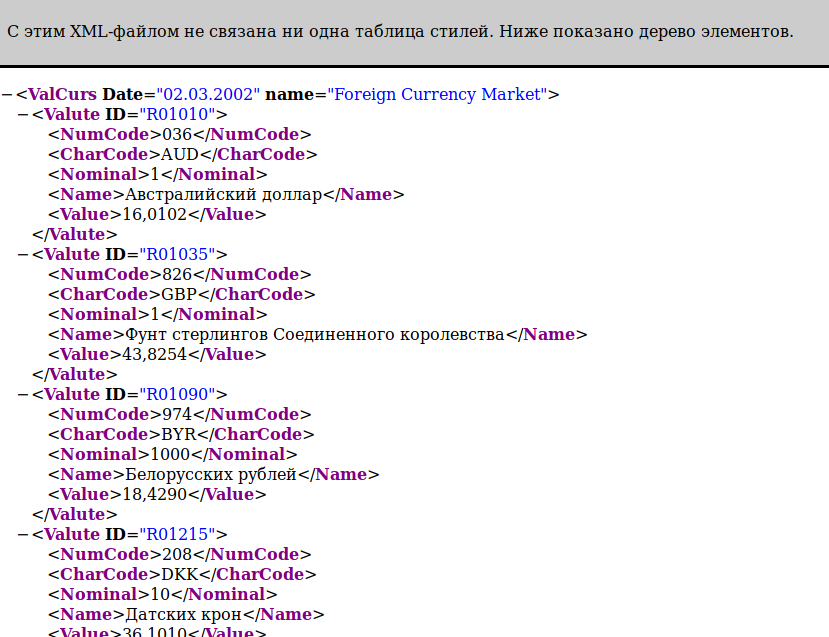 С этим XML-файлом не связана ни одна таблица стилей. Ниже показано дерево элементов.
−<ValCurs Date="02.03.2002" name="Foreign Currency Market">
−<Valute ID="R01010">
<NumCode>036</NumCode>
<CharCode>AUD</CharCode>
<Nominal>1</Nominal>
<Name>Австралийский доллар</Name>
<Value>16,0102</Value>
</Valute>
−<Valute ID="R01035">
<NumCode>826</NumCode>
<CharCode>GBP</CharCode>
<Nominal>1</Nominal>
<Name>Фунт стерлингов Соединенного королевства</Name>
<Value>43,8254</Value>
</Valute>
−<Valute ID="R01090">
<NumCode>974</NumCode>
<CharCode>BYR</CharCode>
<Nominal>1000</Nominal>
<Name>Белорусских рублей</Name>
<Value>18,4290</Value>
</Valute>
−<Valute ID="R01215">
<NumCode>208</NumCode>
<CharCode>DKK</CharCode>
<Nominal>10</Nominal>
<Name>Датских крон</Name>
<Value>36,1010</Value>